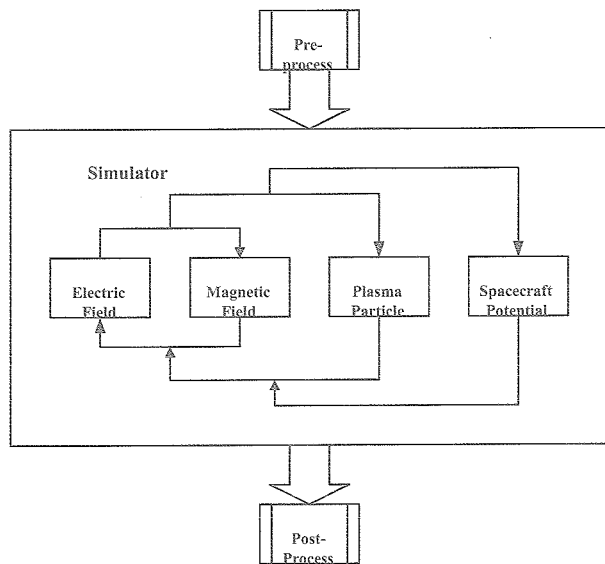 Pre-
process
Simulator
Electric
Field
Magnetic
Field
Plasma
Particle
Spacecraft
Potential
Post-
Process